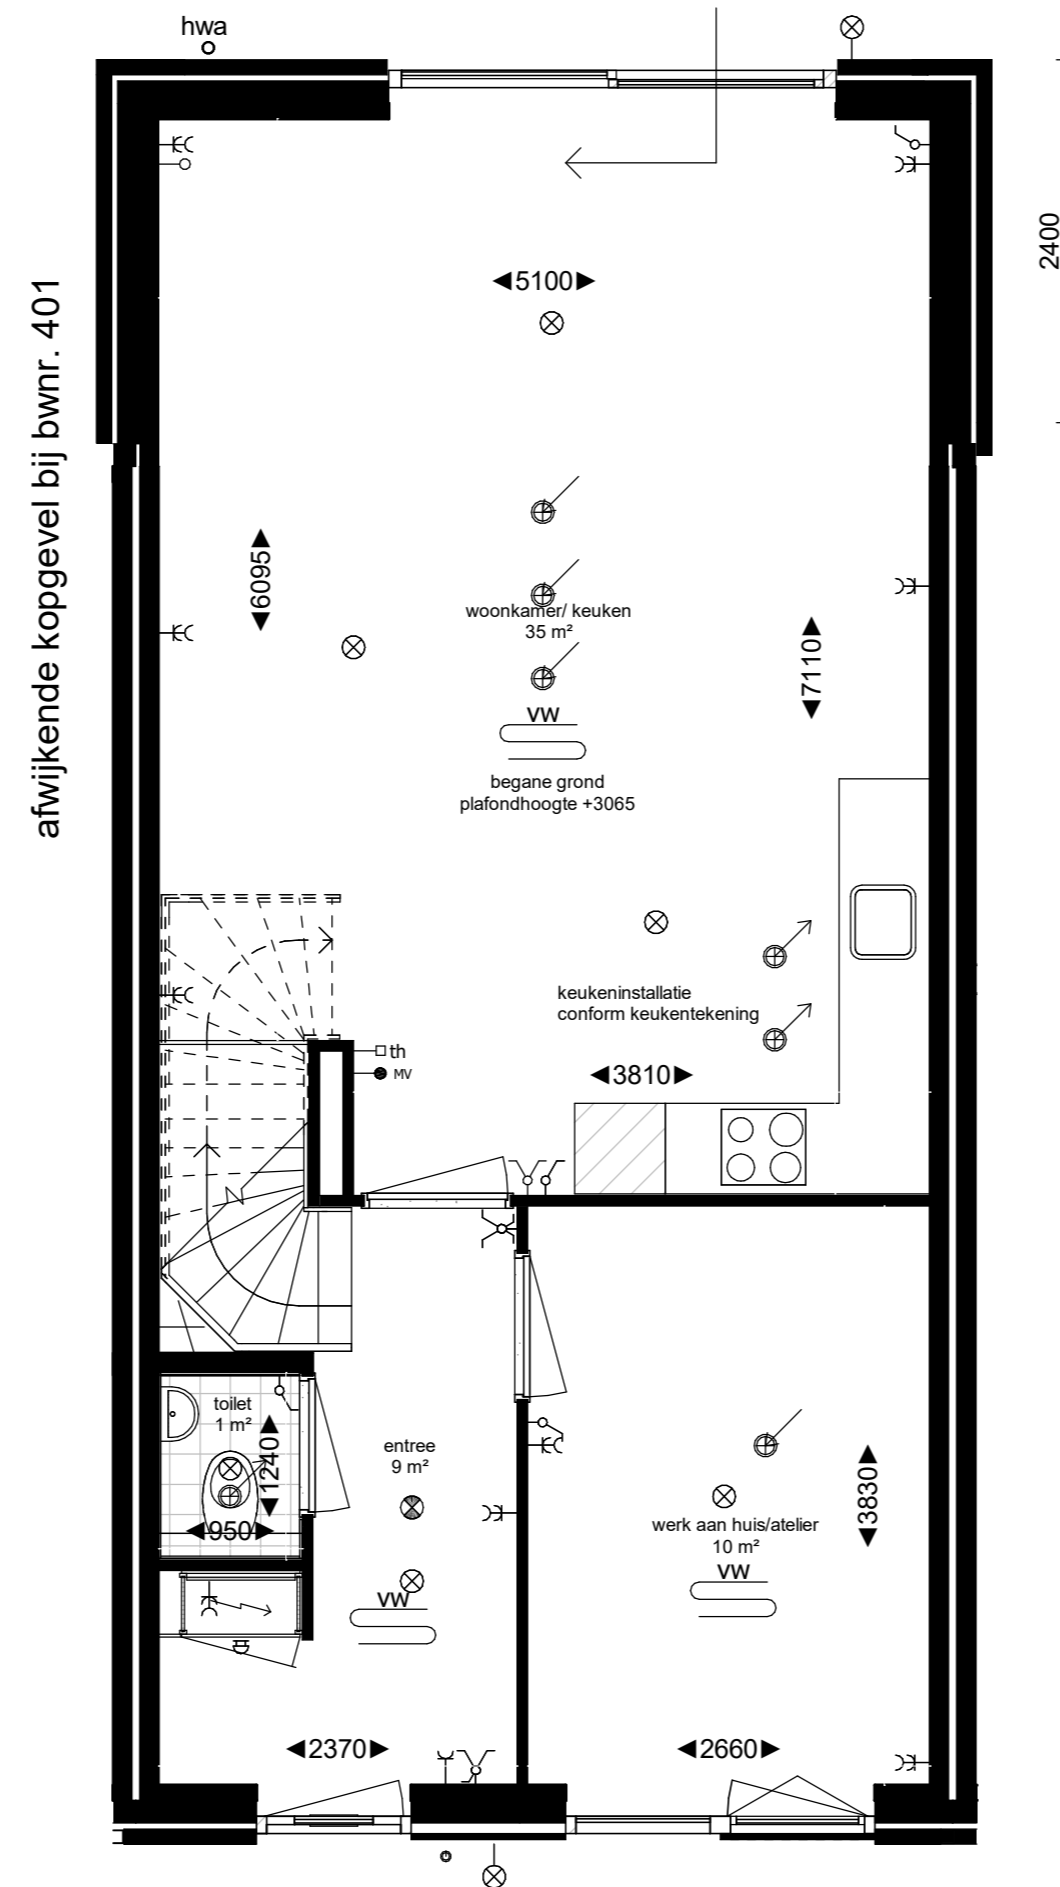 hwa
2400
5100
afwijkende kopgevel bij bwnr. 401
6095
woonkamer/ keuken
35 m²
7110
vw
begane grond
plafondhoogte +3065
keukeninstallatie
conform keukentekening
th
MV
3810
toilet
1 m²
1240
950
entree
9 m²
3830
werk aan huis/atelier
10 m²
vw
vw
2370
2660